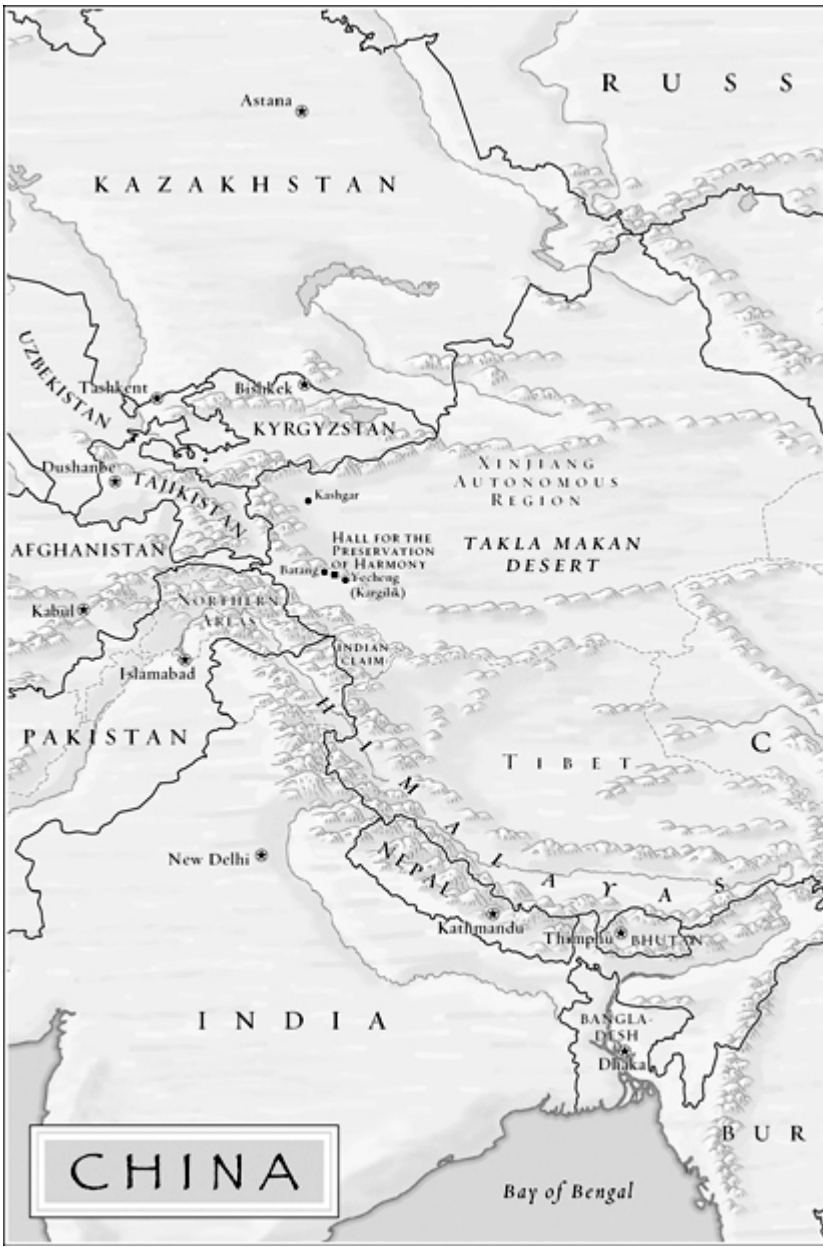 RUSS
Astana
KAZAKHSTAN
UZBEKISTAN
Tashkent
Bishkek
KYRGYZSTAN
Dushanbe
TAJIKISTAN
XINJIANG
AUTONOMOUS
REGION
Kashgar
HALL FOR THE
PRESERVATION
OF HARMONY
TAKLA MAKAN
DESERT
AFGHANISTAN
Batang
Yecheng
(Kargilik)
Kabul
NORTHERN
AREAS
INDIAN
CLAIM
Islamabad
PAKISTAN
C
TIBET
HIMALAYAS
New Delhi
NEPAL
Kathmandu
Thimphu
BHUTAN
INDIA
BANGLA-
DESH
Dhaka
BUR
CHINA
Bay of Bengal